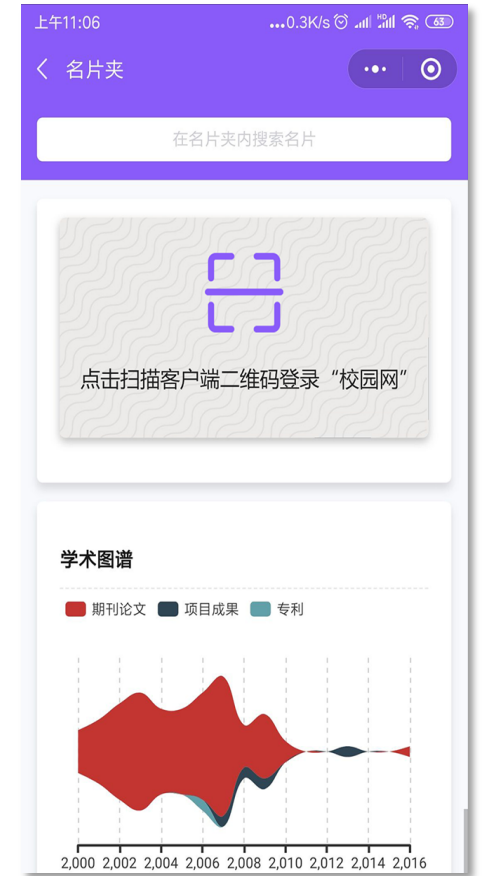 上午11:06 ...0.3K/s HD 63
名片夹
在名片夹内搜索名片
点击扫描客户端二维码登录“校园网”
学术图谱
期刊论文 项目成果 专利
2,000 2,002 2,004 2,006 2,008 2,010 2,012 2,014 2,016